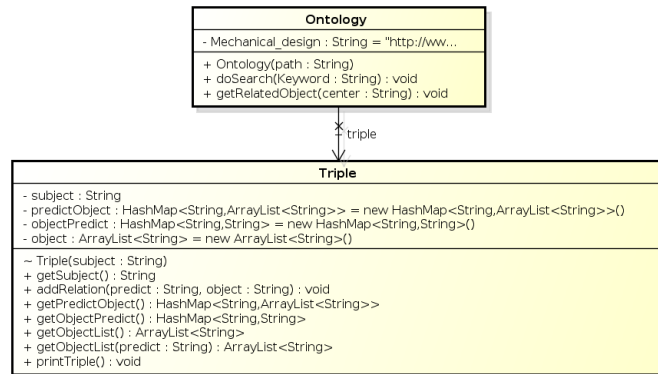 Ontology
- Mechanical_design : String = "http://ww...
+ Ontology(path : String)
+ doSearch(Keyword : String) : void
+ getRelatedObject(center : String) : void
- triple
Triple
- subject : String
- predictObject : HashMap<String,ArrayList<String>> = new HashMap<String,ArrayList<String>>()
- objectPredict : HashMap<String,String> = new HashMap<String,String>()
- object : ArrayList<String> = new ArrayList<String>()
~ Triple(subject : String)
+ getSubject() : String
+ addRelation(predict : String, object : String) : void
+ getPredictObject() : HashMap<String,ArrayList<String>>
+ getObjectPredict() : HashMap<String,String>
+ getObjectList() : ArrayList<String>
+ getObjectList(predict : String) : ArrayList<String>
+ printTriple() : void